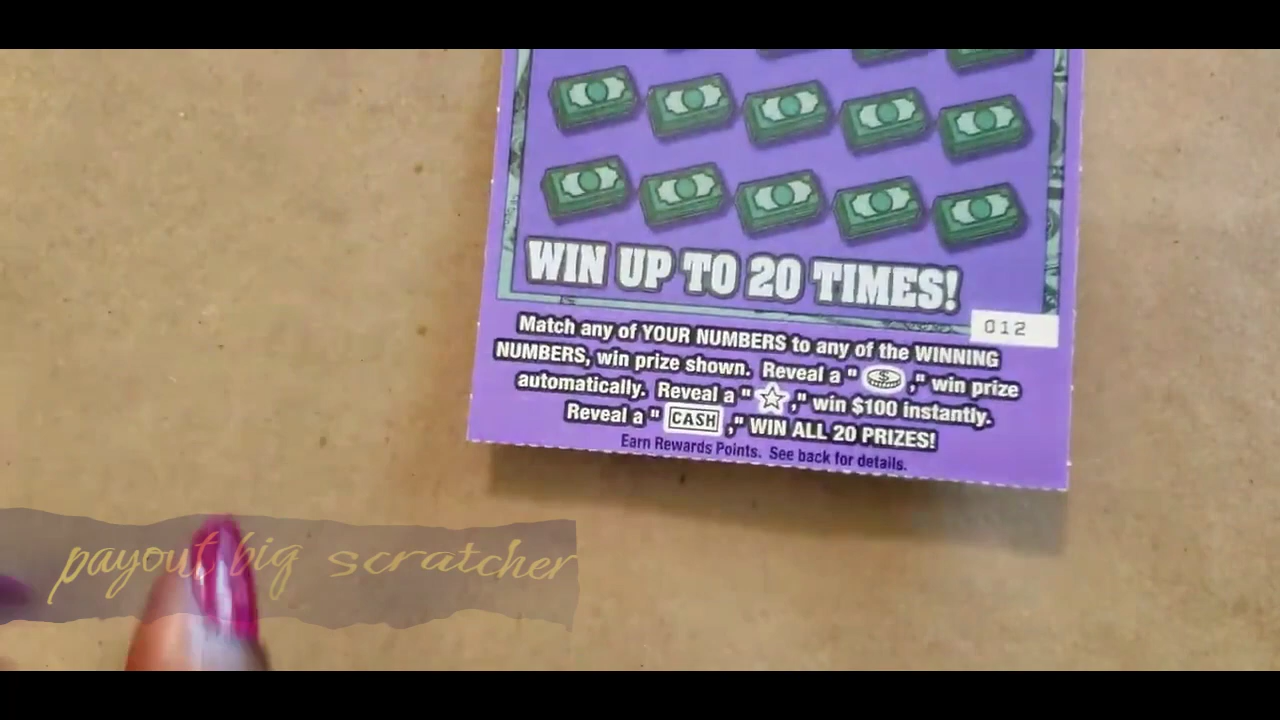 WIN UP TO 20 TIMES!
012
Match any of YOUR NUMBERS to any of the WINNING
NUMBERS, win prize shown. Reveal a " $ ," win prize
automatically. Reveal a " ☆ ," win $100 instantly.
Reveal a " CASH ," WIN ALL 20 PRIZES!
Earn Rewards Points. See back for details.
payout big scratcher